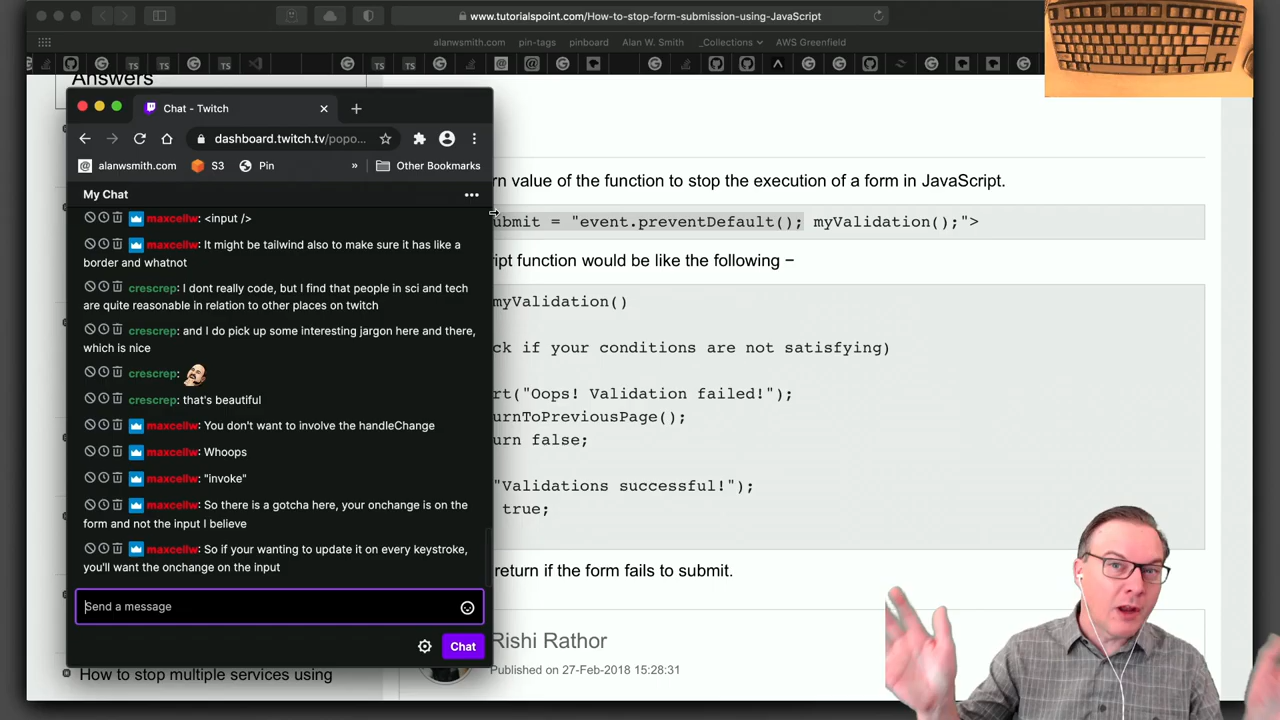 www.tutorialspoint.com/How-to-stop-form-submission-using-JavaScript
alanwsmith.com
pin-tags
pinboard
Alan W. Smith
_Collections
AWS Greenfield
Answers
Chat - Twitch
dashboard.twitch.tv/popo...
alanwsmith.com
S3
Pin
»
Other Bookmarks
My Chat
maxcellw: <input />
maxcellw: It might be tailwind also to make sure it has like a
border and whatnot
crescrep: I dont really code, but I find that people in sci and tech
are quite reasonable in relation to other places on twitch
crescrep: and I do pick up some interesting jargon here and there,
which is nice
crescrep:
crescrep: that's beautiful
maxcellw: You don't want to involve the handleChange
maxcellw: Whoops
maxcellw: "invoke"
maxcellw: So there is a gotcha here, your onchange is on the
form and not the input I believe
maxcellw: So if your wanting to update it on every keystroke,
you'll want the onchange on the input
Send a message
Chat
How to stop multiple services using
rn value of the function to stop the execution of a form in JavaScript.
ubmit = "event.preventDefault(); myValidation();">
ript function would be like the following −
myValidation()
ck if your conditions are not satisfying)
rt("Oops! Validation failed!");
urnToPreviousPage();
urn false;
"Validations successful!");
true;
return if the form fails to submit.
Rishi Rathor
Published on 27-Feb-2018 15:28:31